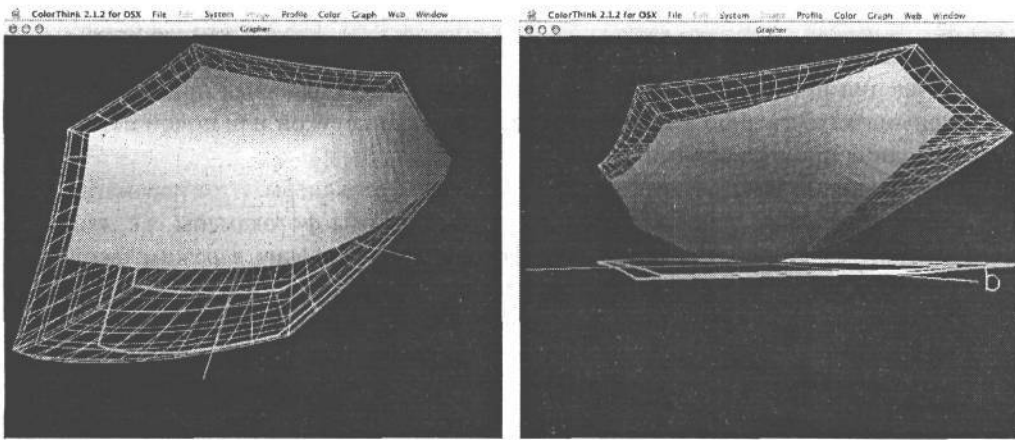 ColorThink 2.1.2 for OSX File Edit System Image Profile Color Graph Web Window
Grapher
ColorThink 2.1.2 for OSX File Edit System Image Profile Color Graph Web Window
Grapher
b